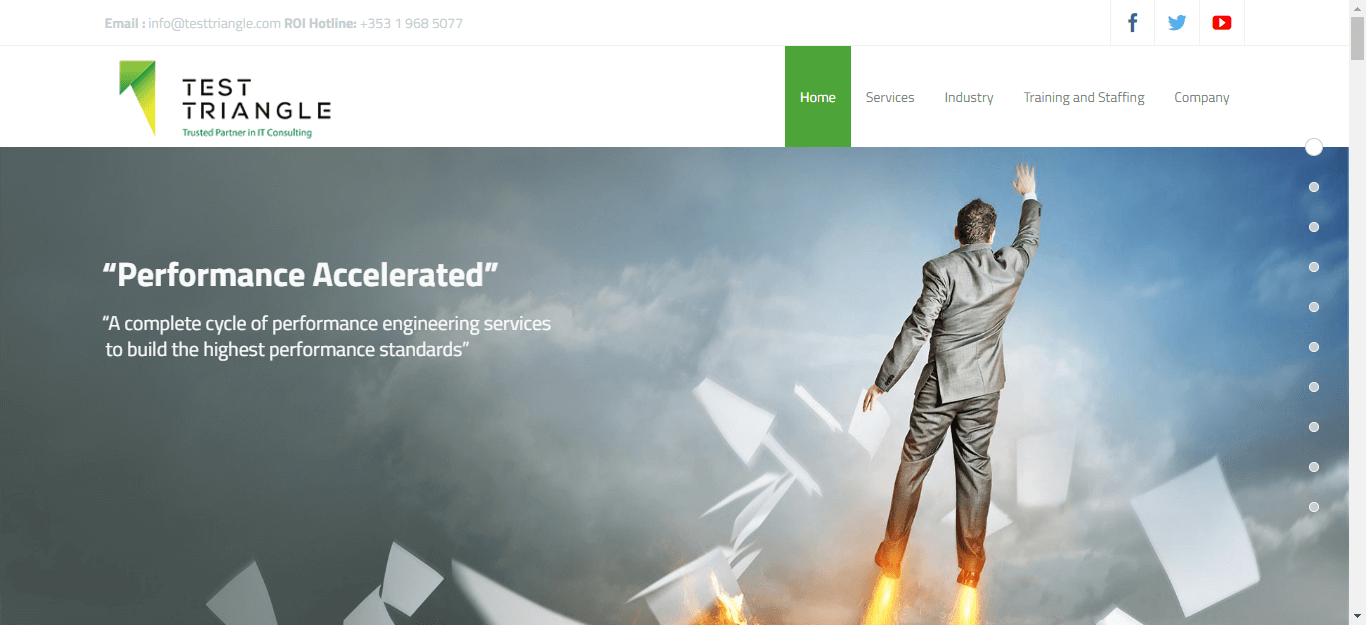 Email : info@testtriangle.com ROI Hotline: +353 1 968 5077
TEST
TRIANGLE
Trusted Partner in IT Consulting
Home Services Industry Training and Staffing Company
“Performance Accelerated”
“A complete cycle of performance engineering services
to build the highest performance standards”